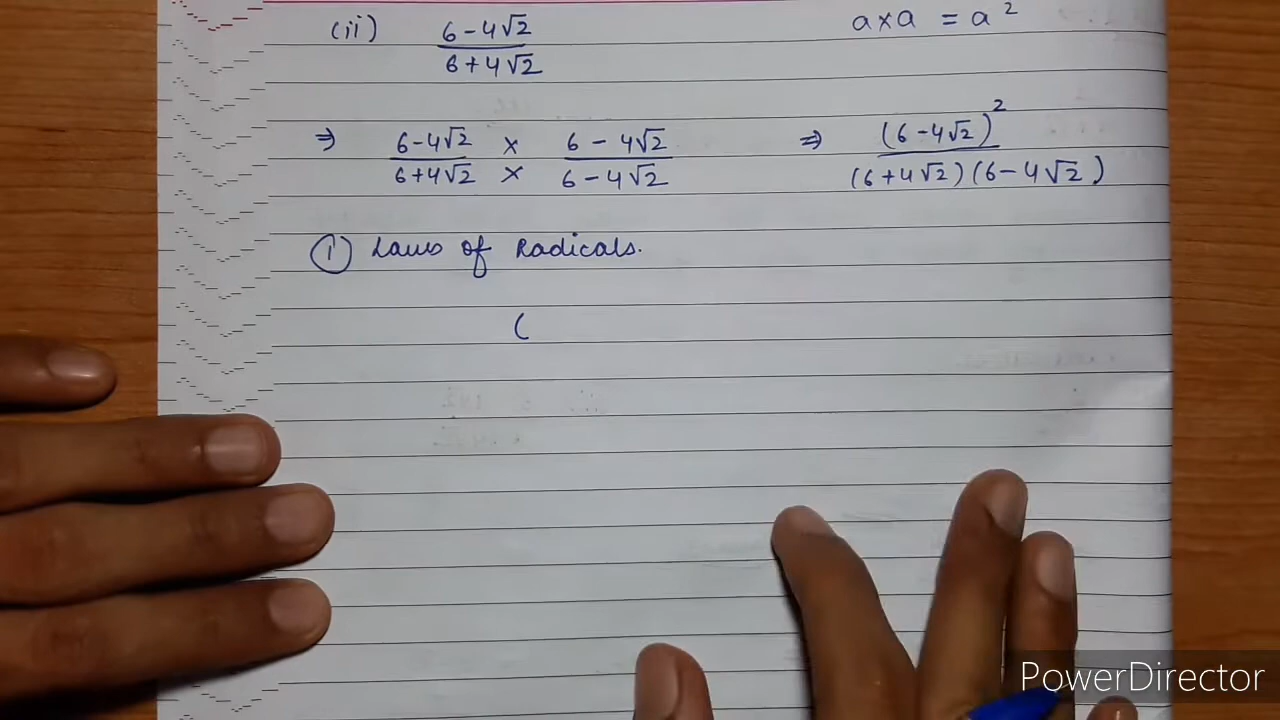 (ii) 6-4√2 / 6+4√2 a×a = a²
⇒ 6-4√2 / 6+4√2 × × 6-4√2 / 6-4√2 ⇒ (6-4√2)² / (6+4√2)(6-4√2)
① Laws of Radicals.
(
PowerDirector